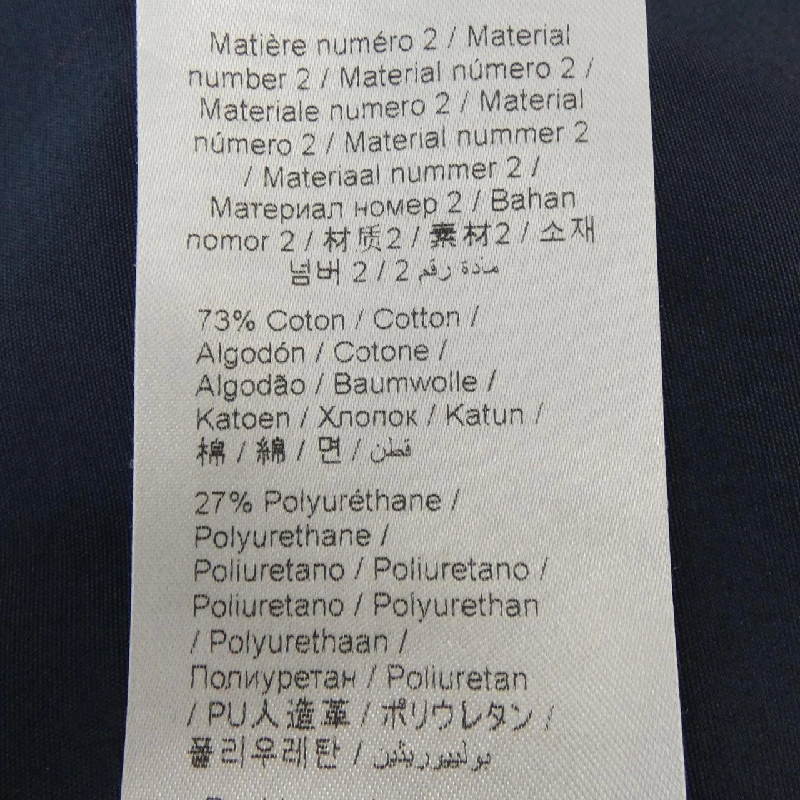 Matière numéro 2 / Material
number 2 / Material número 2 /
Materiale numero 2 / Material
número 2 / Material nummer 2
/ Materiaal nummer 2 /
Материал номер 2 / Bahan
nomor 2 / 材质2 / 素材2 / 소재
넘버 2 / مادة رقم 2
73% Coton / Cotton /
Algodón / Cotone /
Algodão / Baumwolle /
Katoen / Хлопок / Katun /
棉 / 綿 / 면 / قطن
27% Polyuréthane /
Polyurethane /
Poliuretano / Poliuretano /
Poliuretano / Polyurethan
/ Polyurethaan /
Полиуретан / Poliuretan
/ PU人造革 / ポリウレタン /
폴리우레탄 /